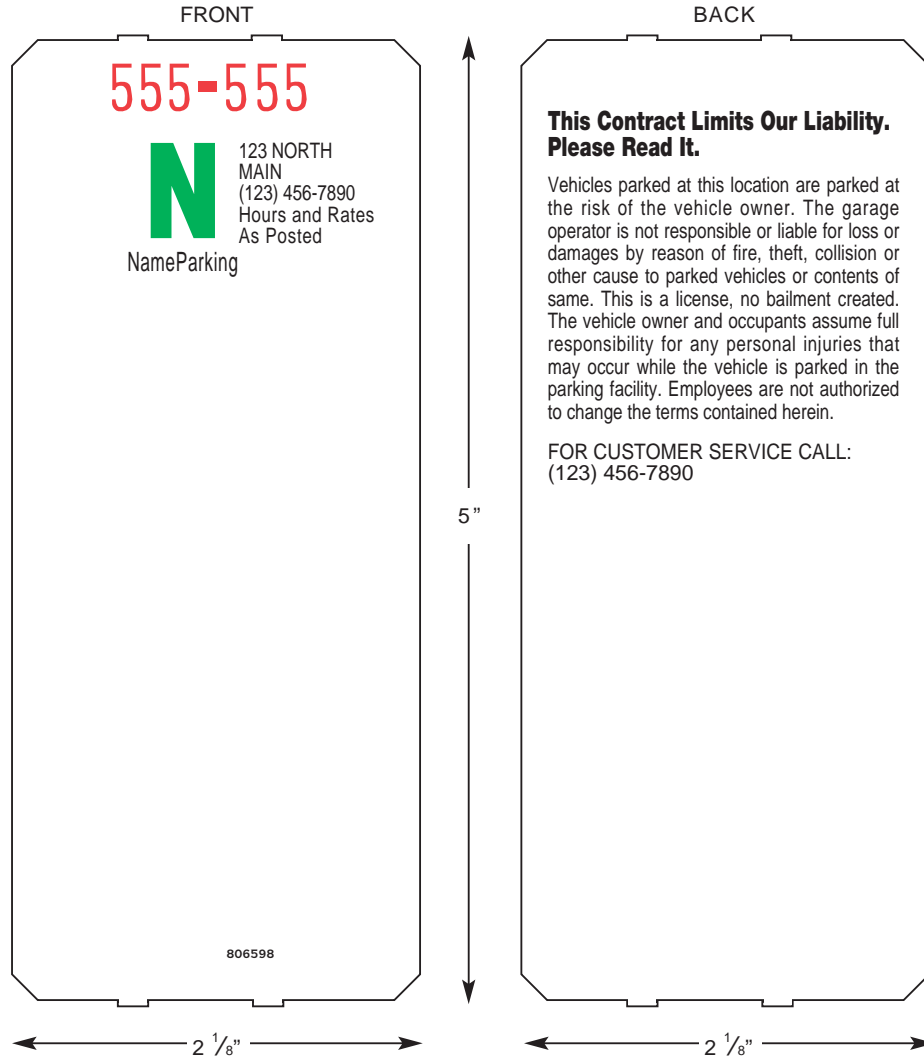 FRONT
555-555
N
NameParking
123 NORTH
MAIN
(123) 456-7890
Hours and Rates
As Posted
806598
2 1/8”
5”
BACK
This Contract Limits Our Liability.
Please Read It.
Vehicles parked at this location are parked at
the risk of the vehicle owner. The garage
operator is not responsible or liable for loss or
damages by reason of fire, theft, collision or
other cause to parked vehicles or contents of
same. This is a license, no bailment created.
The vehicle owner and occupants assume full
responsibility for any personal injuries that
may occur while the vehicle is parked in the
parking facility. Employees are not authorized
to change the terms contained herein.
FOR CUSTOMER SERVICE CALL:
(123) 456-7890
2 1/8”